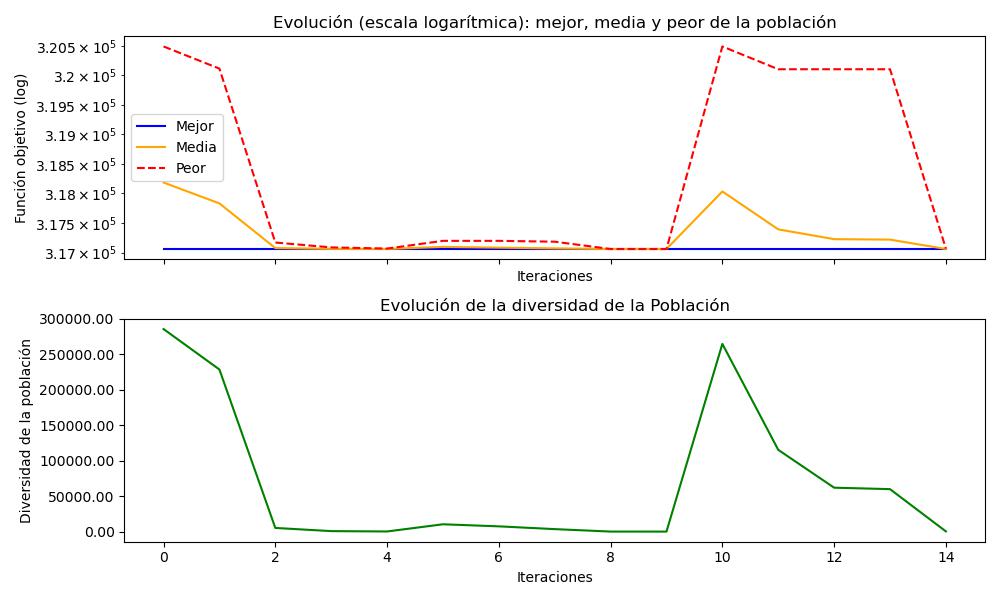 Evolución (escala logarítmica): mejor, media y peor de la población
Función objetivo (log)
3.205 × 10⁵
3.2 × 10⁵
3.195 × 10⁵
3.19 × 10⁵
3.185 × 10⁵
3.18 × 10⁵
3.175 × 10⁵
3.17 × 10⁵
Mejor
Media
Peor
Iteraciones
Evolución de la diversidad de la Población
Diversidad de la población
300000.00
250000.00
200000.00
150000.00
100000.00
50000.00
0.00
0 2 4 6 8 10 12 14
Iteraciones